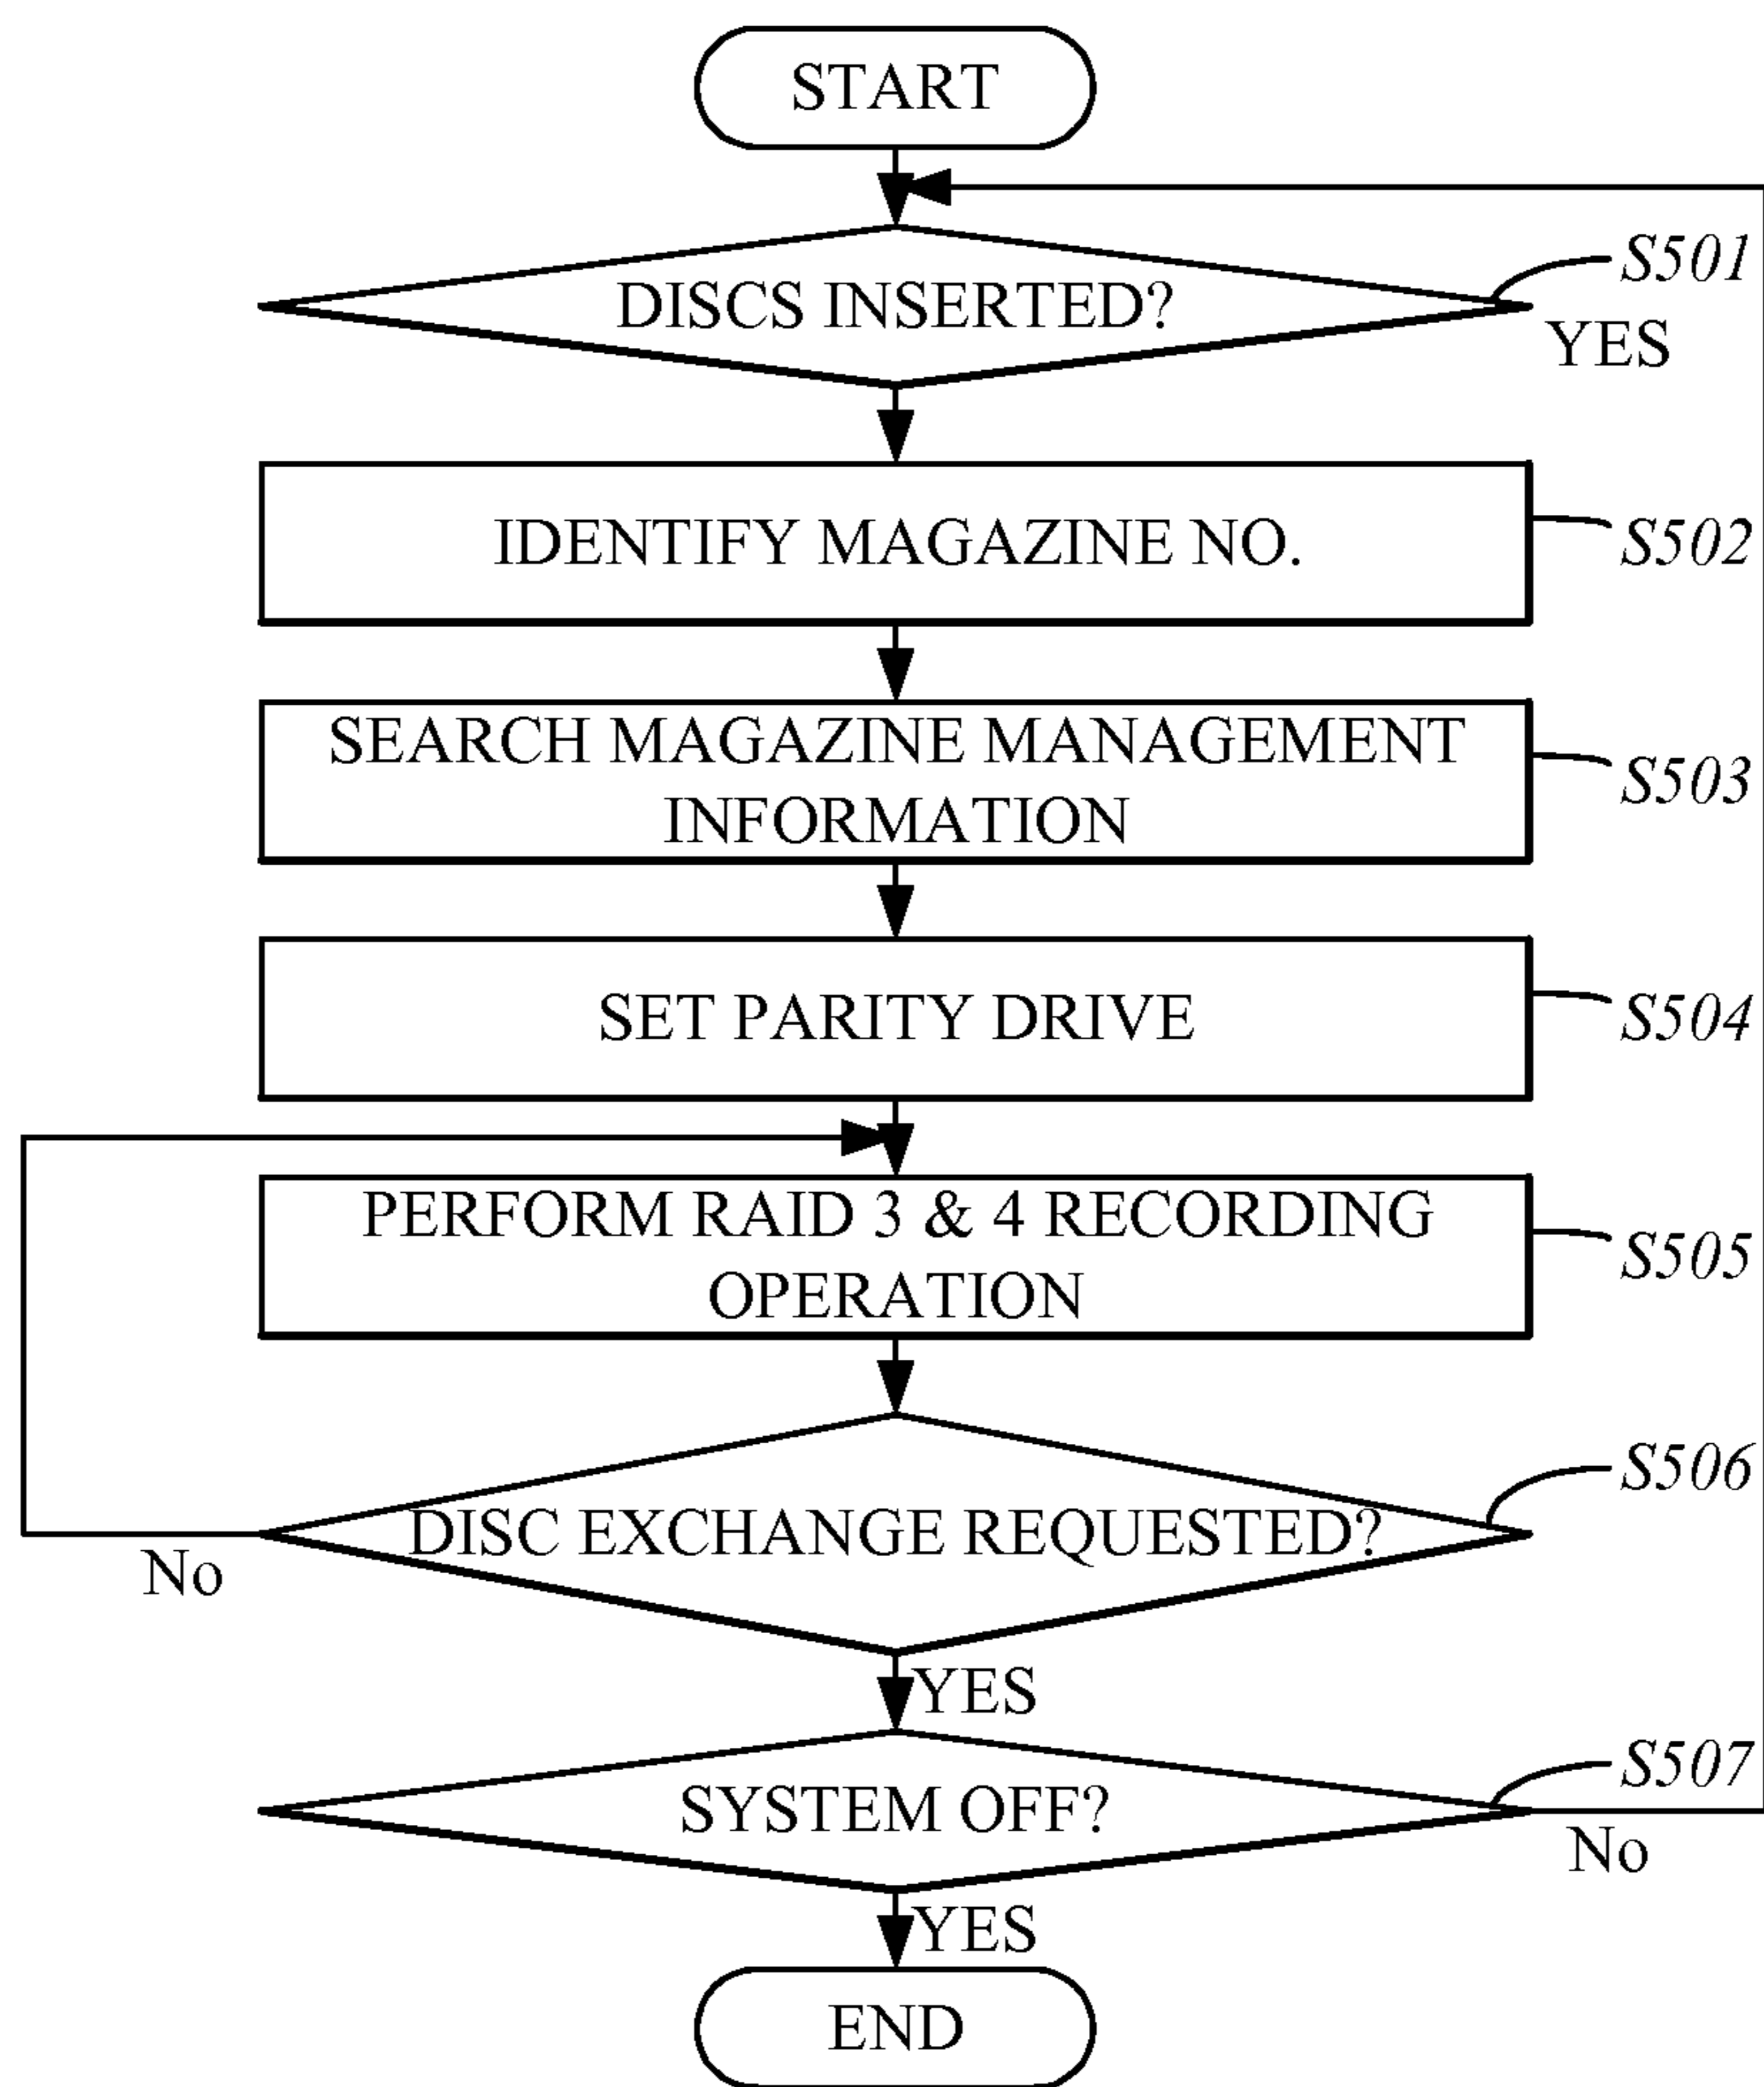 START
DISCS INSERTED?
S501
YES
IDENTIFY MAGAZINE NO.
S502
SEARCH MAGAZINE MANAGEMENT
INFORMATION
S503
SET PARITY DRIVE
S504
PERFORM RAID 3 & 4 RECORDING
OPERATION
S505
DISC EXCHANGE REQUESTED?
S506
No
YES
SYSTEM OFF?
S507
No
YES
END